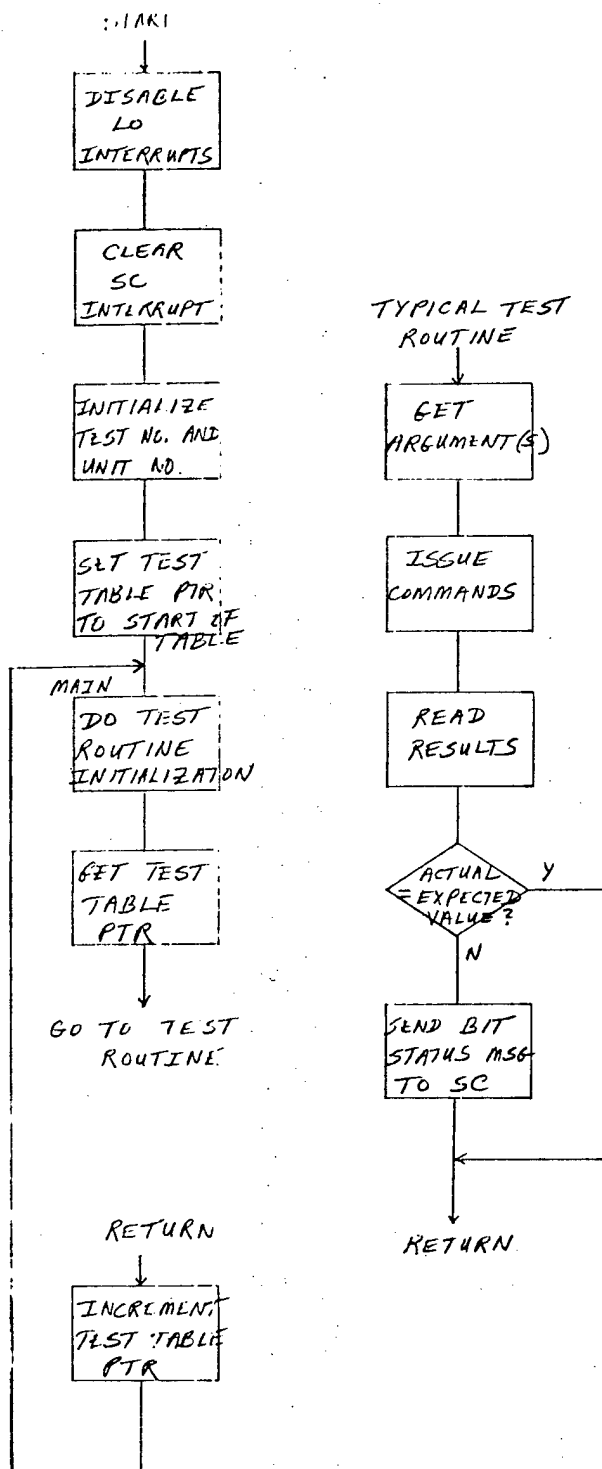 START
DISABLE
LO
INTERRUPTS
CLEAR
SC
INTERRUPT
INITIALIZE
TEST NO. AND
UNIT NO.
SET TEST
TABLE PTR
TO START OF
TABLE
MAIN
DO TEST
ROUTINE
INITIALIZATON
GET TEST
TABLE
PTR
GO TO TEST
ROUTINE
RETURN
INCREMENT
TEST TABLE
PTR
TYPICAL TEST
ROUTINE
GET
ARGUMENT(S)
ISSUE
COMMANDS
READ
RESULTS
ACTUAL
= EXPECTED
VALUE?
Y
N
SEND BIT
STATUS MSG
TO SC
RETURN